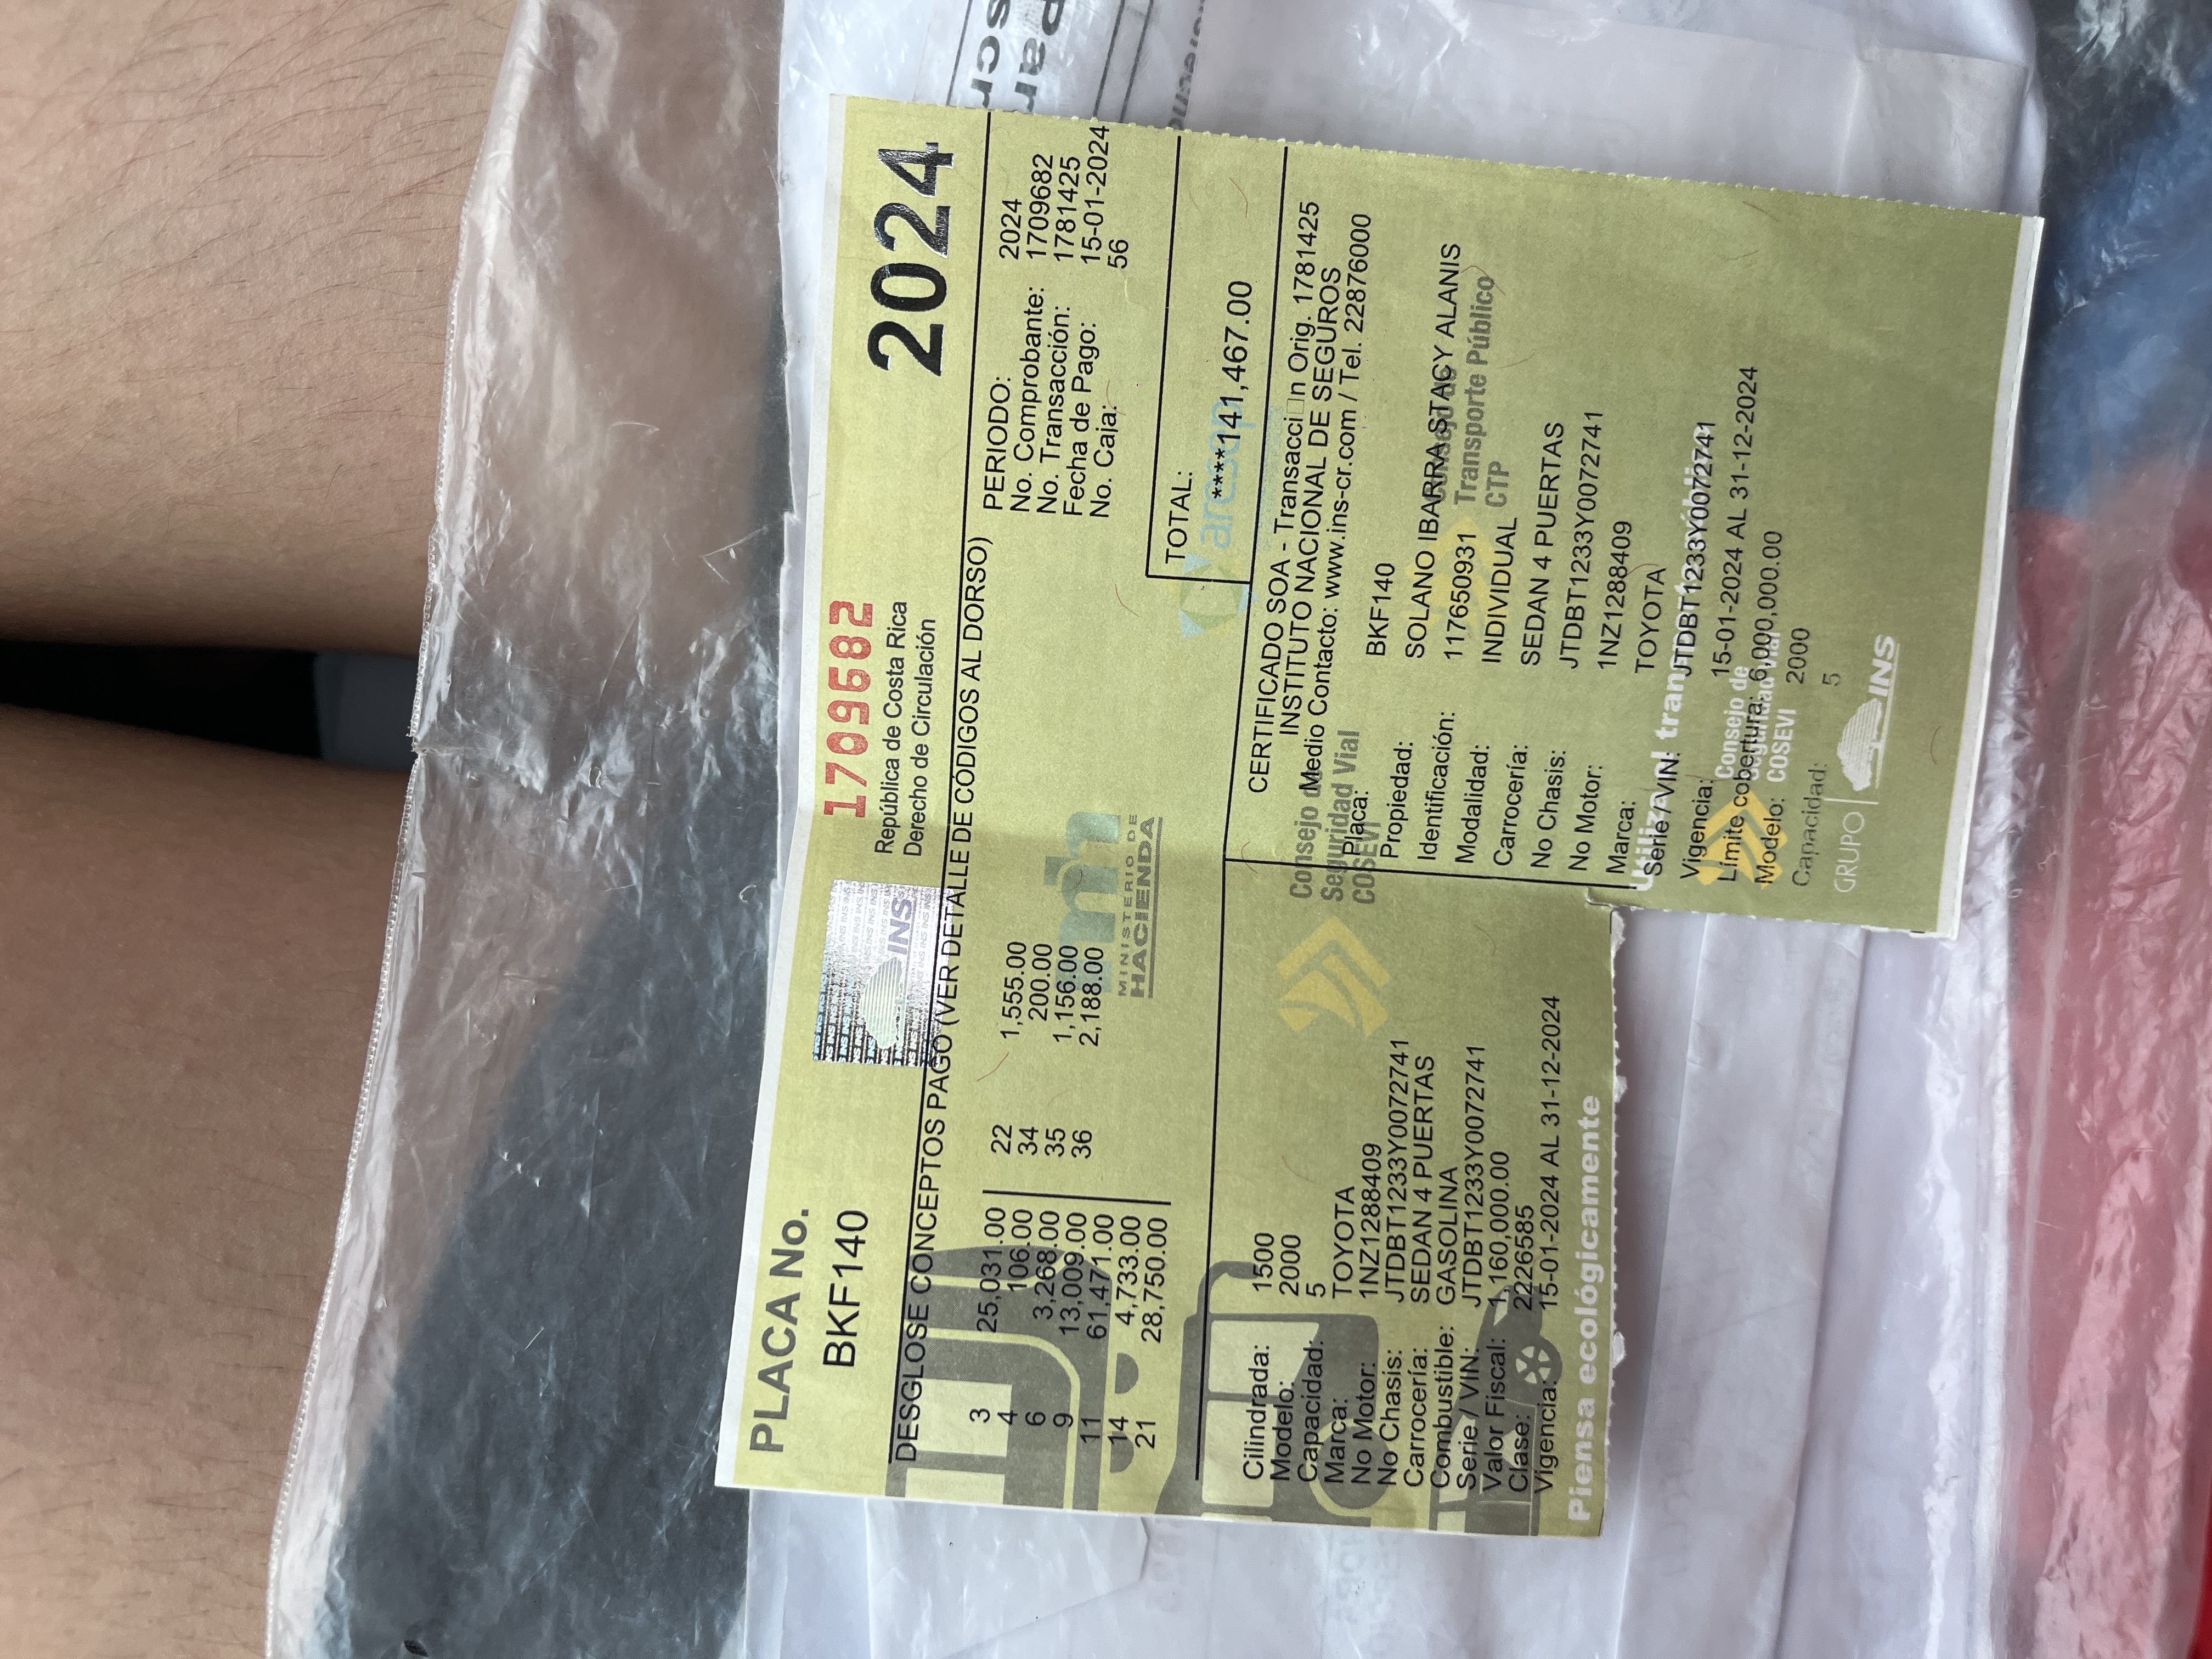 par
scr
PLACA No.
BKF140
1709682
República de Costa Rica
Derecho de Circulación
2024
INS
DESGLOSE CONCEPTOS PAGO (VER DETALLE DE CÓDIGOS AL DORSO)
3 25,031.00 22 1,555.00
4 106.00 34 200.00
6 3,268.00 35 1,156.00
9 13,009.00 36 2,188.00
11 61,471.00
14 4,733.00
21 28,750.00
PERIODO: 2024
No. Comprobante: 1709682
No. Transacción: 1781425
Fecha de Pago: 15-01-2024
No. Caja: 56
MINISTERIO DE
HACIENDA
TOTAL:
****141,467.00
aresep
Cilindrada: 1500
Modelo: 2000
Capacidad: 5
Marca: TOYOTA
No Motor: 1NZ1288409
No Chasis: JTDBT1233Y0072741
Carrocería: SEDAN 4 PUERTAS
Combustible: GASOLINA
Serie / VIN: JTDBT1233Y0072741
Valor Fiscal: 1,160,000.00
Clase: 2226585
Vigencia: 15-01-2024 AL 31-12-2024
Piensa ecológicamente
Consejo de
Seguridad Vial
COSEVI
CERTIFICADO SOA - Transacci□n Orig. 1781425
INSTITUTO NACIONAL DE SEGUROS
Medio Contacto: www.ins-cr.com / Tel. 22876000
Placa: BKF140
Propiedad: SOLANO IBARRA STACY ALANIS
Identificación: 117650931
Modalidad: INDIVIDUAL
Carrocería: SEDAN 4 PUERTAS
No Chasis: JTDBT1233Y0072741
No Motor: 1NZ1288409
Marca: TOYOTA
Serie / VIN: JTDBT1233Y0072741
Vigencia: 15-01-2024 AL 31-12-2024
Límite cobertura: 6,000,000.00
Modelo: 2000
Capacidad: 5
Transporte Público
CTP
Consejo de
Seguridad Vial
COSEVI
GRUPO INS